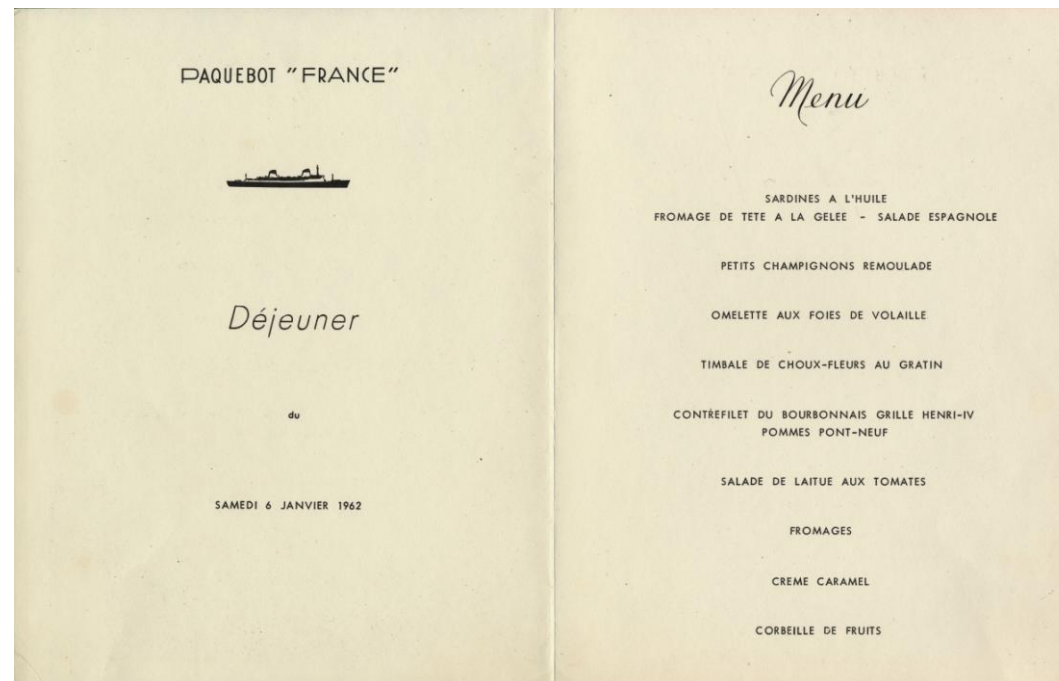 PAQUEBOT "FRANCE"
Déjeuner
du
SAMEDI 6 JANVIER 1962
Menu
SARDINES A L'HUILE
FROMAGE DE TETE A LA GELEE - SALADE ESPAGNOLE
PETITS CHAMPIGNONS REMOULADE
OMELETTE AUX FOIES DE VOLAILLE
TIMBALE DE CHOUX-FLEURS AU GRATIN
CONTREFILET DU BOURBONNAIS GRILLE HENRI-IV
POMMES PONT-NEUF
SALADE DE LAITUE AUX TOMATES
FROMAGES
CREME CARAMEL
CORBEILLE DE FRUITS